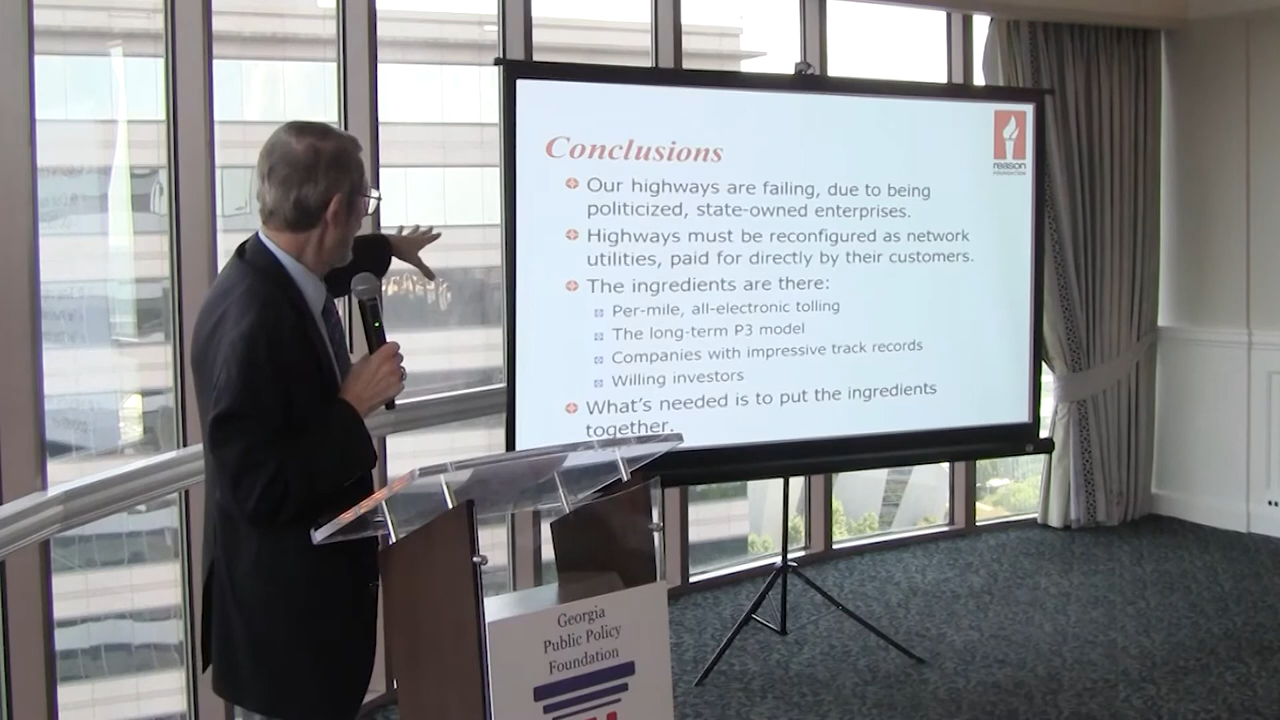 Conclusions
reason
FOUNDATION
Our highways are failing, due to being
politicized, state-owned enterprises.
Highways must be reconfigured as network
utilities, paid for directly by their customers.
The ingredients are there:
Per-mile, all-electronic tolling
The long-term P3 model
Companies with impressive track records
Willing investors
What's needed is to put the ingredients
together.
Georgia
Public Policy
Foundation